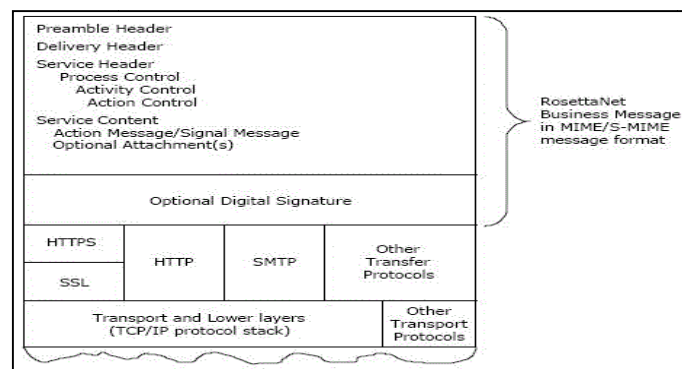 Preamble Header
Delivery Header
Service Header
Process Control
Activity Control
Action Control
Service Content
Action Message/Signal Message
Optional Attachment(s)
RosettaNet
Business Message
in MIME/S-MIME
message format
Optional Digital Signature
HTTPS
SSL
HTTP
SMTP
Other
Transfer
Protocols
Transport and Lower layers
(TCP/IP protocol stack)
Other
Transport
Protocols